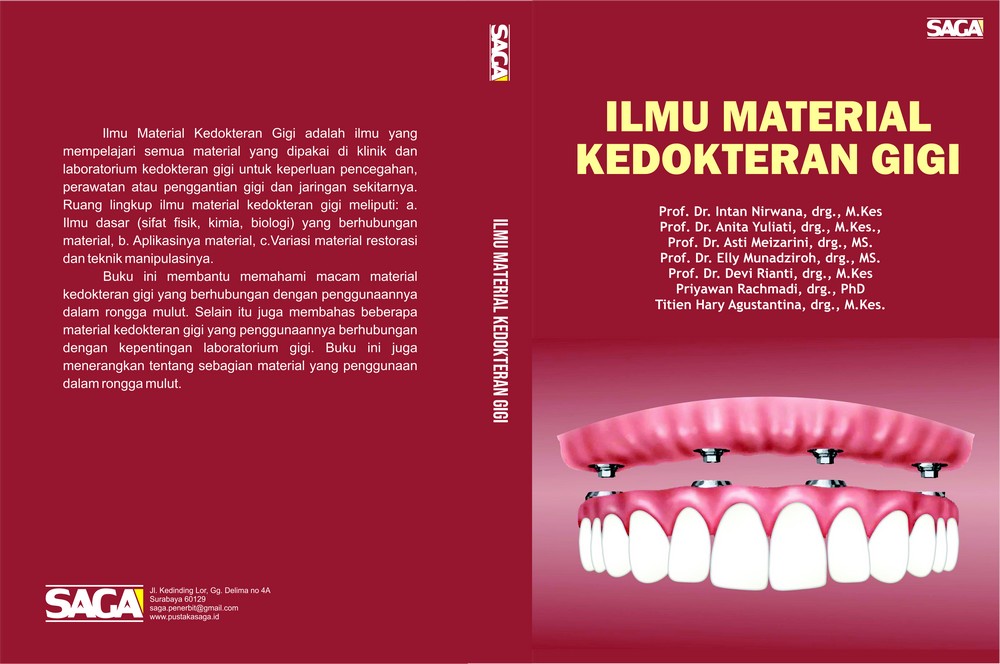 Ilmu Material Kedokteran Gigi adalah ilmu yang
mempelajari semua material yang dipakai di klinik dan
laboratorium kedokteran gigi untuk keperluan pencegahan,
perawatan atau penggantian gigi dan jaringan sekitarnya.
Ruang lingkup ilmu material kedokteran gigi meliputi: a.
Ilmu dasar (sifat fisik, kimia, biologi) yang berhubungan
material, b. Aplikasinya material, c.Variasi material restorasi
dan teknik manipulasinya.
Buku ini membantu memahami macam material
kedokteran gigi yang berhubungan dengan penggunaannya
dalam rongga mulut. Selain itu juga membahas beberapa
material kedokteran gigi yang penggunaannya berhubungan
dengan kepentingan laboratorium gigi. Buku ini juga
menerangkan tentang sebagian material yang penggunaan
dalam rongga mulut.
SAGA
Jl. Kedinding Lor, Gg. Delima no 4A
Surabaya 60129
saga.penerbit@gmail.com
www.pustakasaga.id
SAGA
ILMU MATERIAL KEDOKTERAN GIGI
SAGA
ILMU MATERIAL
KEDOKTERAN GIGI
Prof. Dr. Intan Nirwana, drg., M.Kes
Prof. Dr. Anita Yuliati, drg., M.Kes.,
Prof. Dr. Asti Meizarini, drg., MS.
Prof. Dr. Elly Munadziroh, drg., MS.
Prof. Dr. Devi Rianti, drg., M.Kes
Priyawan Rachmadi, drg., PhD
Titien Hary Agustantina, drg., M.Kes.